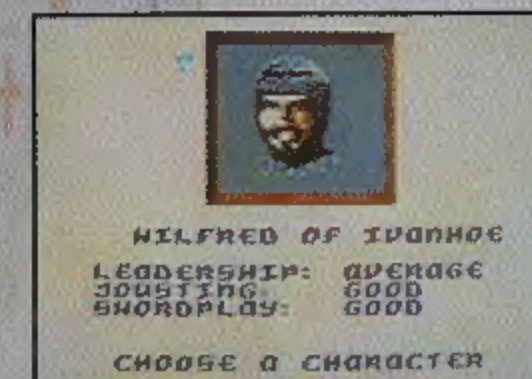 WILFRED OF IVANHOE
LEADERSHIP: AVERAGE
JOUSTING: GOOD
SWORDPLAY: GOOD
CHOOSE A CHARACTER